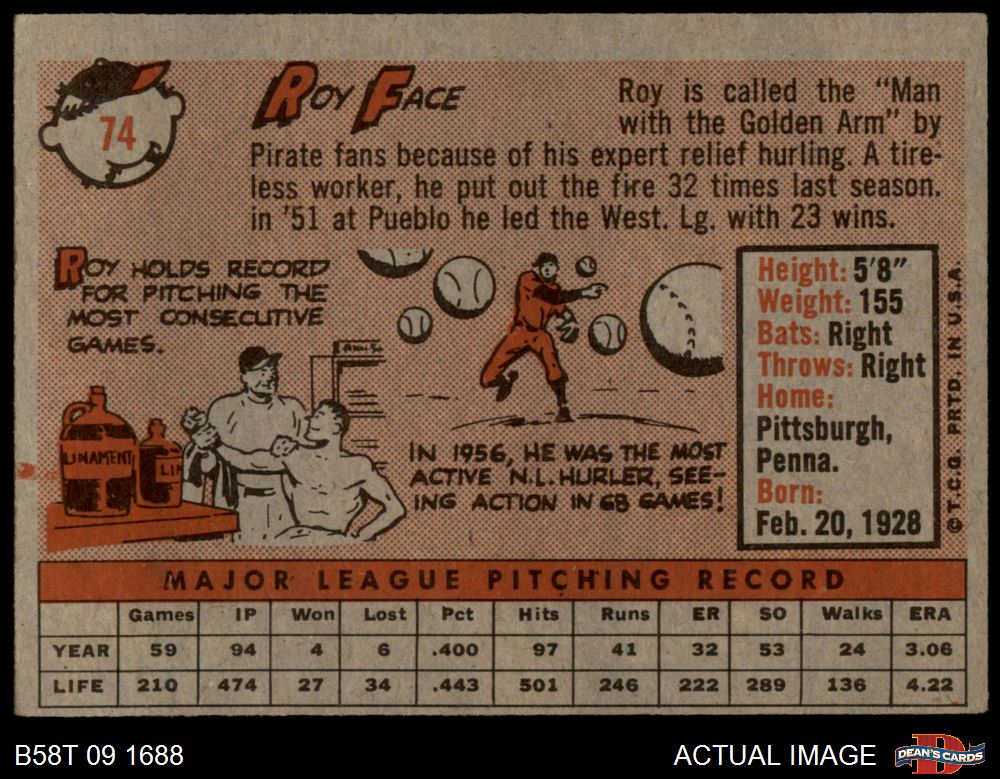 74
Roy Face
Roy is called the "Man
with the Golden Arm" by
Pirate fans because of his expert relief hurling. A tire-
less worker, he put out the fire 32 times last season.
in '51 at Pueblo he led the West. Lg. with 23 wins.
ROY HOLDS RECORD
FOR PITCHING THE
MOST CONSECUTIVE
GAMES.
LINAMENT
LIN
IN 1956, HE WAS THE MOST
ACTIVE N.L. HURLER, SEE-
ING ACTION IN 68 GAMES!
Height: 5'8"
Weight: 155
Bats: Right
Throws: Right
Home:
Pittsburgh,
Penna.
Born:
Feb. 20, 1928
© T.C.G. PRTD. IN U.S.A.
MAJOR LEAGUE PITCHING RECORD
Games IP Won Lost Pct Hits Runs ER SO Walks ERA
YEAR 59 94 4 6 .400 97 41 32 53 24 3.06
LIFE 210 474 27 34 .443 501 246 222 289 136 4.22
B58T 09 1688
ACTUAL IMAGE
DEAN'S CARDS